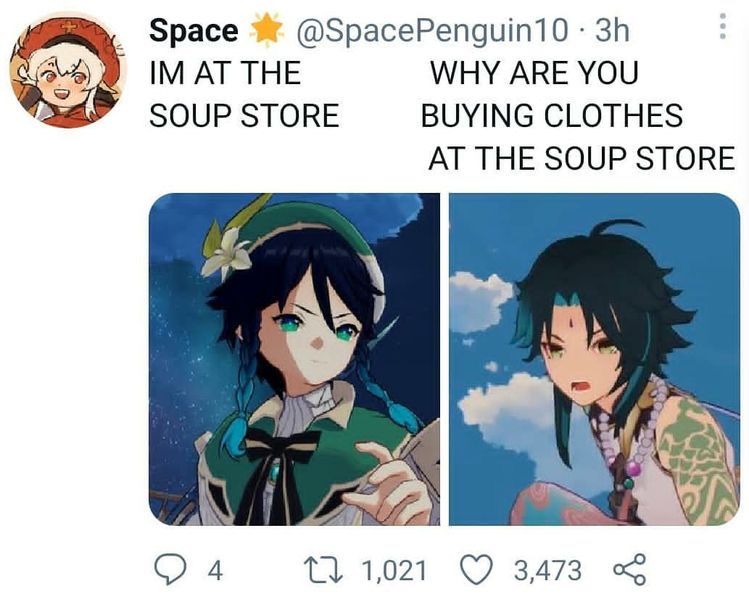 Space 🌟 @SpacePenguin10 · 3h
IM AT THE WHY ARE YOU
SOUP STORE BUYING CLOTHES
AT THE SOUP STORE
4 1,021 3,473